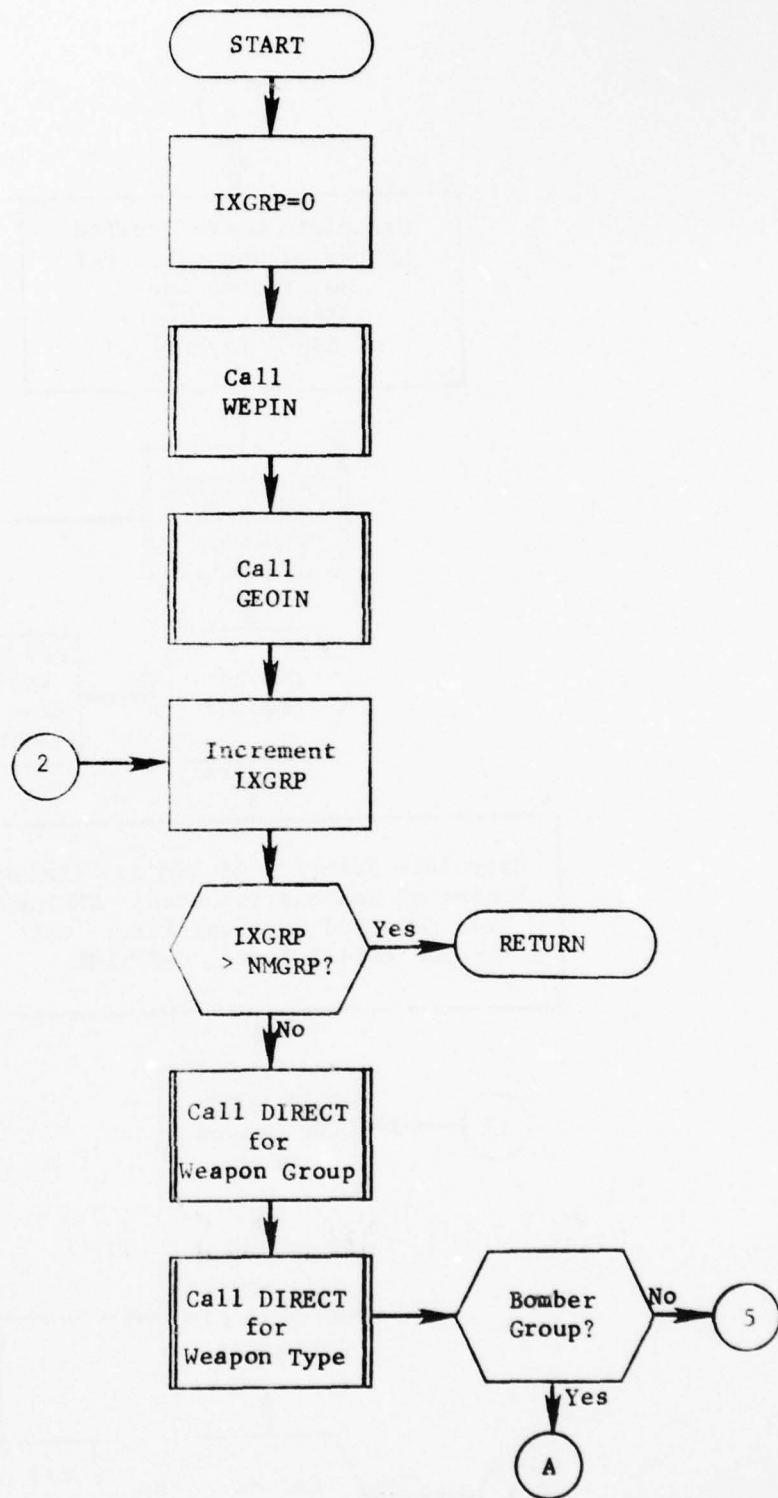 START
IXGRP=0
Call
WEPIN
Call
GEOIN
2
Increment
IXGRP
IXGRP
> NMGRP?
Yes
RETURN
No
Call DIRECT
for
Weapon Group
Call DIRECT
for
Weapon Type
Bomber
Group?
No
5
Yes
A